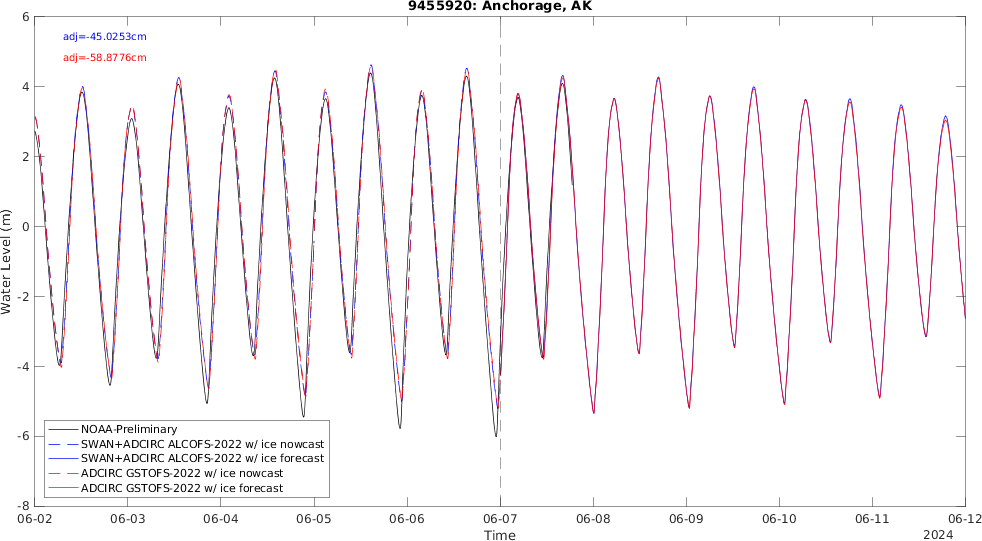 9455920: Anchorage, AK
adj=-45.0253cm
adj=-58.8776cm
6
4
2
0
-2
-4
-6
-8
Water Level (m)
NOAA-Preliminary
SWAN+ADCIRC ALCOFS-2022 w/ ice nowcast
SWAN+ADCIRC ALCOFS-2022 w/ ice forecast
ADCIRC GSTOFS-2022 w/ ice nowcast
ADCIRC GSTOFS-2022 w/ ice forecast
06-02 06-03 06-04 06-05 06-06 06-07 06-08 06-09 06-10 06-11 06-12
Time
2024